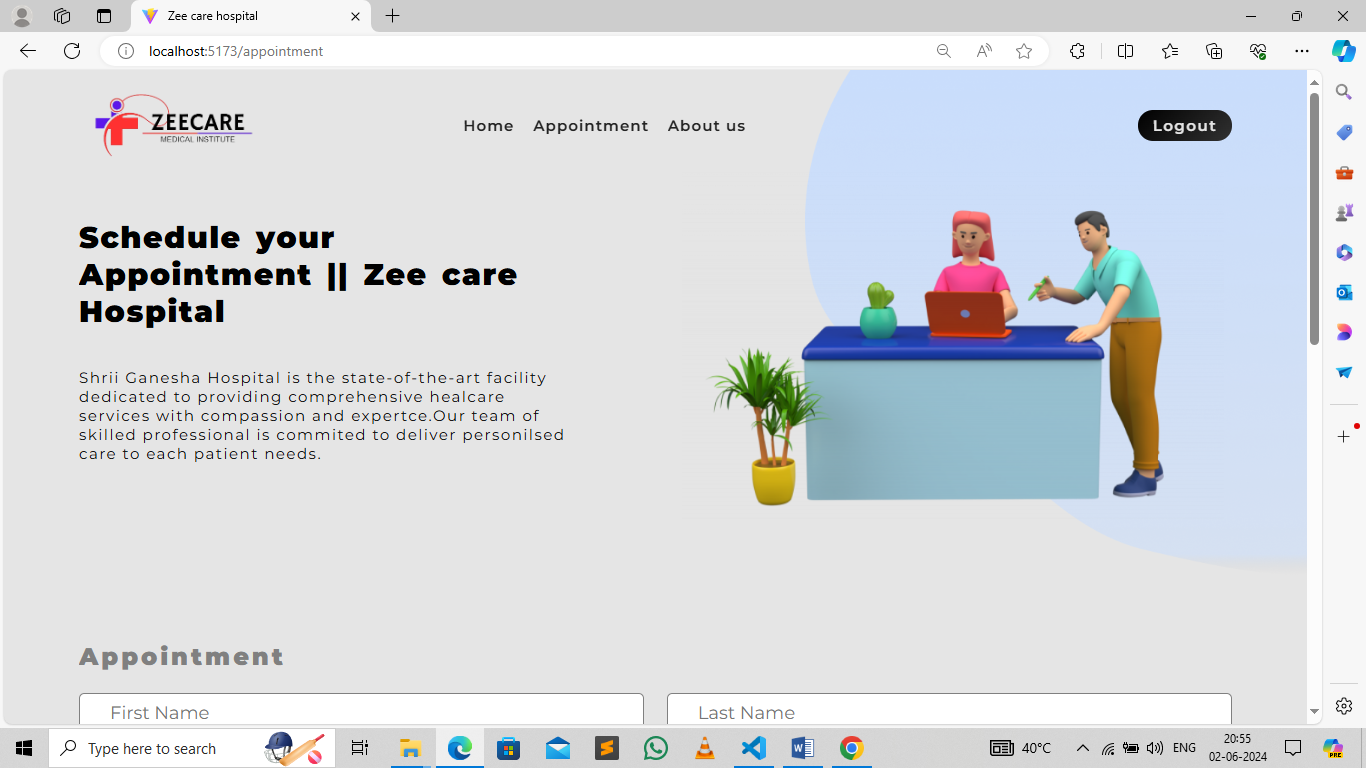 Zee care hospital
localhost:5173/appointment
ZEECARE
MEDICAL INSTITUTE
Home Appointment About us
Logout
Schedule your
Appointment || Zee care
Hospital
Shrii Ganesha Hospital is the state-of-the-art facility
dedicated to providing comprehensive healcare
services with compassion and expertce.Our team of
skilled professional is commited to deliver personilsed
care to each patient needs.
Appointment
First Name
Last Name
Type here to search
40°C
ENG
20:55
02-06-2024
PRE